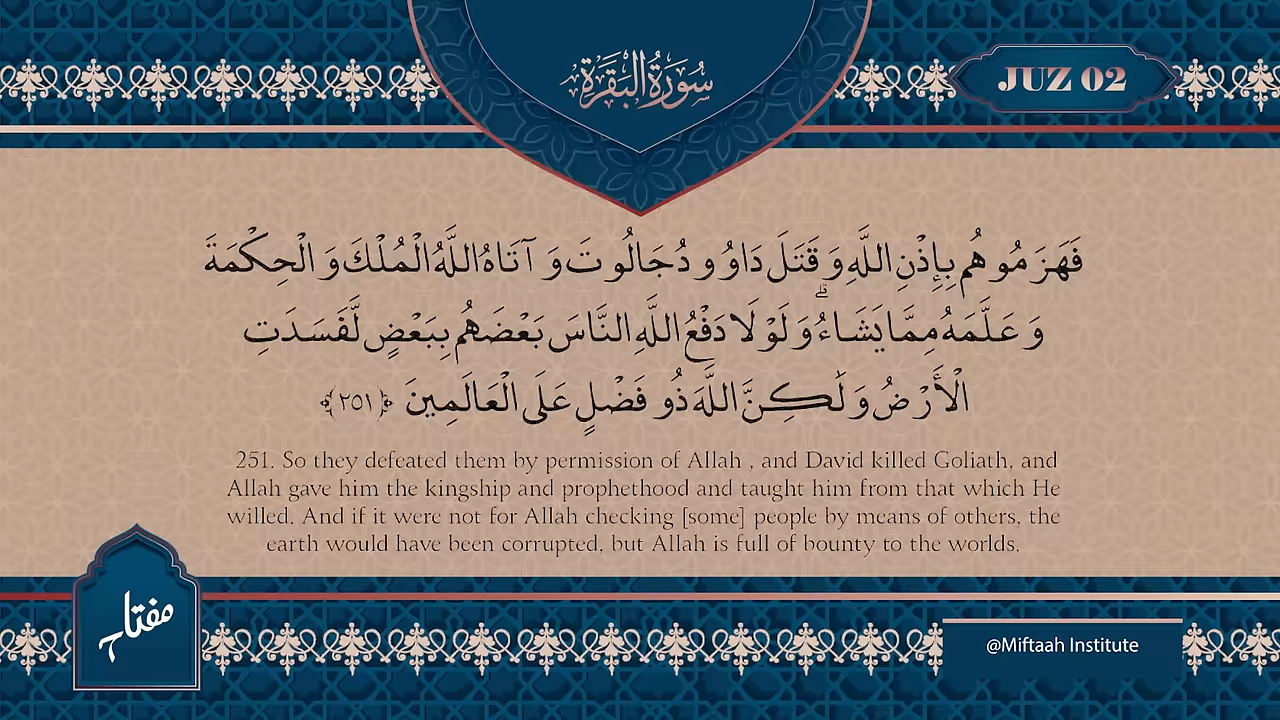 سُورَةُ البَقَرَةِ
JUZ 02
فَهَزَمُوهُم بِإِذْنِ اللَّهِ وَقَتَلَ دَاوُودُ جَالُوتَ وَآتَاهُ اللَّهُ الْمُلْكَ وَالْحِكْمَةَ
وَعَلَّمَهُ مِمَّا يَشَاءُ ۗ وَلَوْلَا دَفْعُ اللَّهِ النَّاسَ بَعْضَهُم بِبَعْضٍ لَّفَسَدَتِ
الْأَرْضُ وَلَٰكِنَّ اللَّهَ ذُو فَضْلٍ عَلَى الْعَالَمِينَ ﴿٢٥١﴾
251. So they defeated them by permission of Allah , and David killed Goliath, and
Allah gave him the kingship and prophethood and taught him from that which He
willed. And if it were not for Allah checking [some] people by means of others, the
earth would have been corrupted, but Allah is full of bounty to the worlds.
مفتاح
@Miftaah Institute